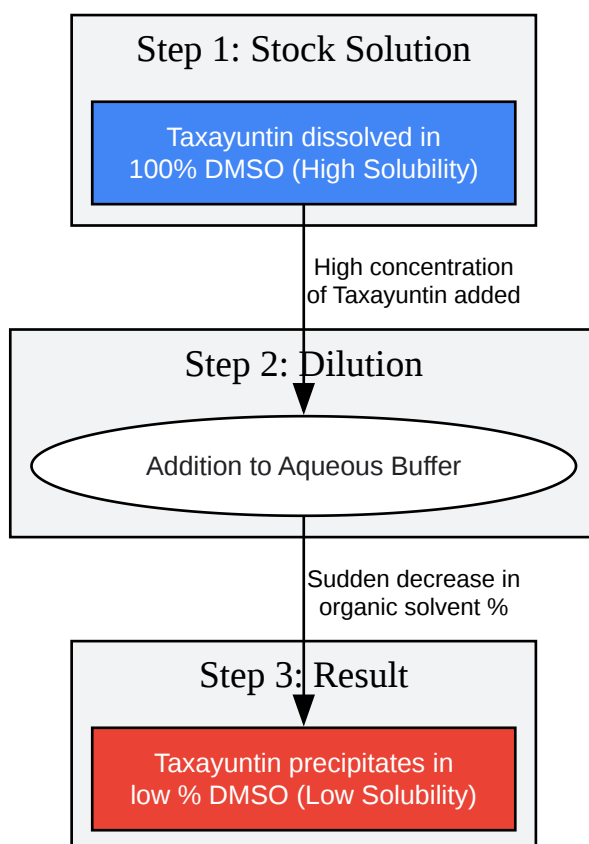 Step 1: Stock Solution
Taxayuntin dissolved in
100% DMSO (High Solubility)
High concentration
of Taxayuntin added
Step 2: Dilution
Addition to Aqueous Buffer
Sudden decrease in
organic solvent %
Step 3: Result
Taxayuntin precipitates in
low % DMSO (Low Solubility)